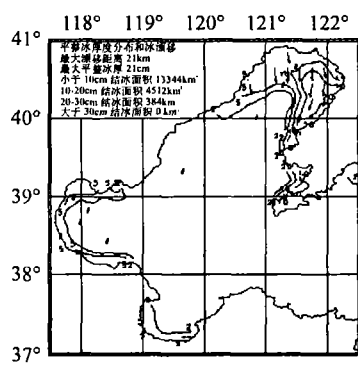 118° 119° 120° 121° 122°
41°
平整冰厚度分布和冰漂移
最大漂移距离 21km
最大平整冰厚 21cm
小于 10cm 结冰面积 13344km²
10-20cm 结冰面积 4512km²
20-30cm 结冰面积 384km²
大于 30cm 结冰面积 0 km²
40°
39°
38°
37°